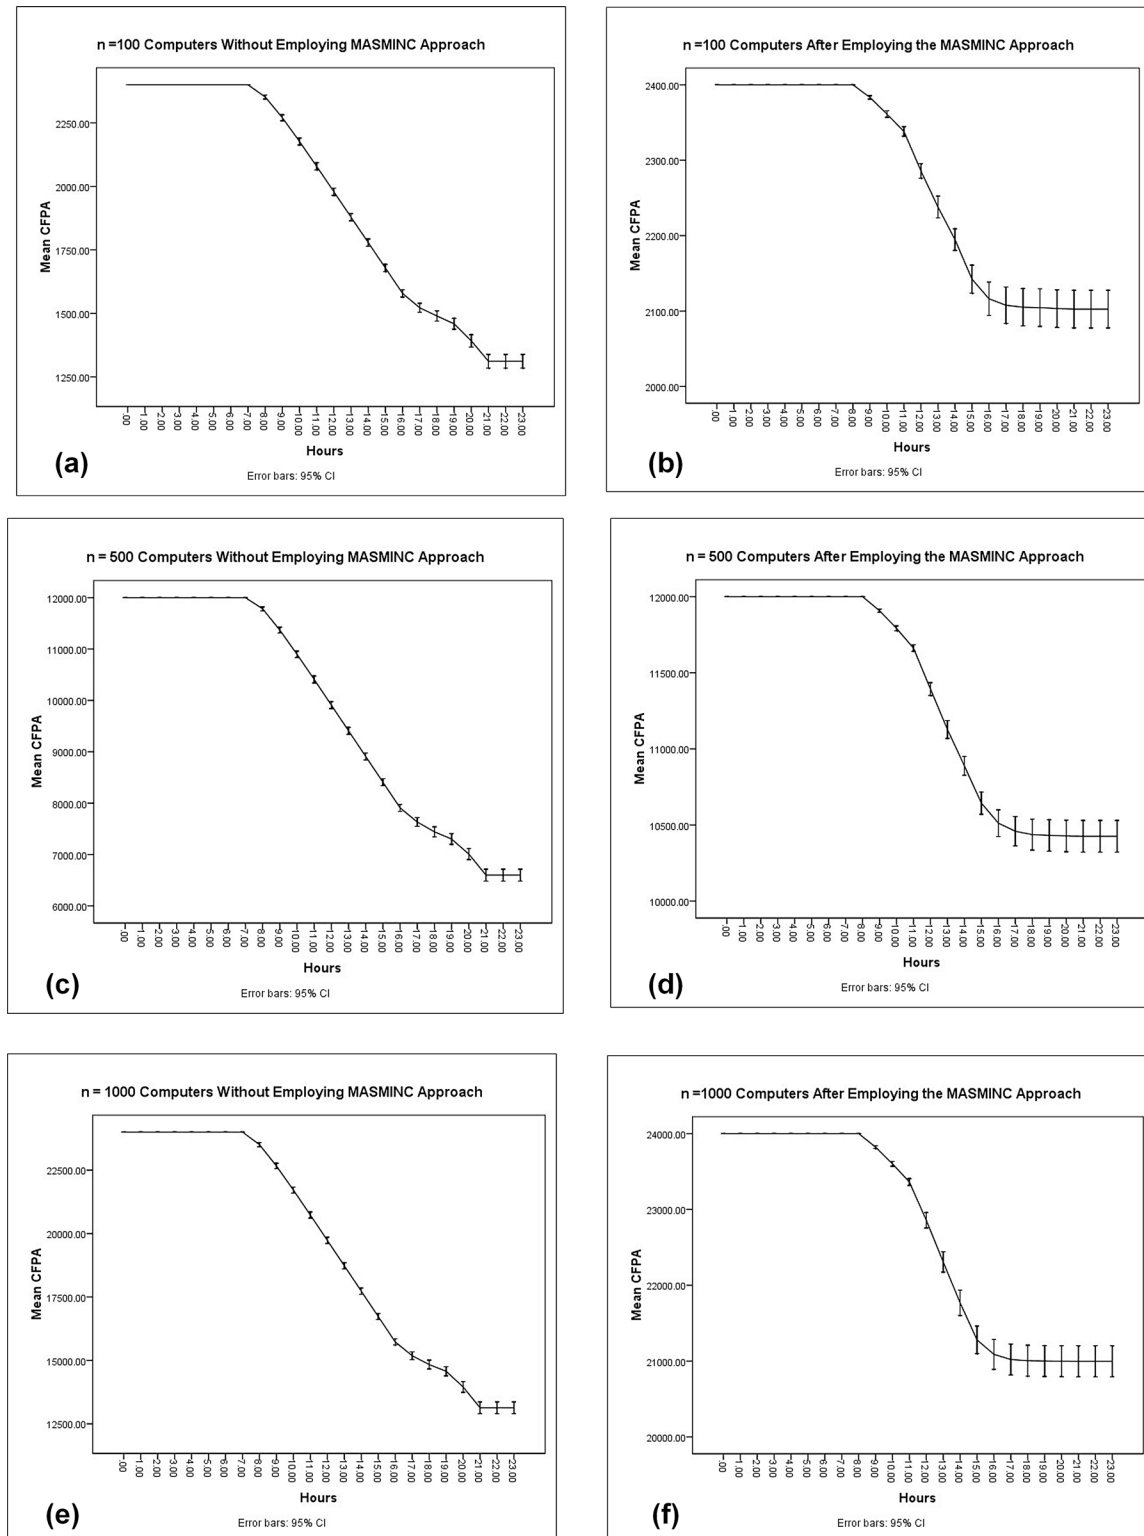 n =100 Computers Without Employing MASMINC Approach
Mean CFPA
2250.00
2000.00
1750.00
1500.00
1250.00
.00 1.00 2.00 3.00 4.00 5.00 6.00 7.00 8.00 9.00 10.00 11.00 12.00 13.00 14.00 15.00 16.00 17.00 18.00 19.00 20.00 21.00 22.00 23.00
Hours
(a)
Error bars: 95% CI
n =100 Computers After Employing the MASMINC Approach
Mean CFPA
2400.00
2300.00
2200.00
2100.00
2000.00
.00 1.00 2.00 3.00 4.00 5.00 6.00 7.00 8.00 9.00 10.00 11.00 12.00 13.00 14.00 15.00 16.00 17.00 18.00 19.00 20.00 21.00 22.00 23.00
Hours
(b)
Error bars: 95% CI
n = 500 Computers Without Employing MASMINC Approach
Mean CFPA
12000.00
11000.00
10000.00
9000.00
8000.00
7000.00
6000.00
.00 1.00 2.00 3.00 4.00 5.00 6.00 7.00 8.00 9.00 10.00 11.00 12.00 13.00 14.00 15.00 16.00 17.00 18.00 19.00 20.00 21.00 22.00 23.00
Hours
(c)
Error bars: 95% CI
n = 500 Computers After Employing the MASMINC Approach
Mean CFPA
12000.00
11500.00
11000.00
10500.00
10000.00
.00 1.00 2.00 3.00 4.00 5.00 6.00 7.00 8.00 9.00 10.00 11.00 12.00 13.00 14.00 15.00 16.00 17.00 18.00 19.00 20.00 21.00 22.00 23.00
Hours
(d)
Error bars: 95% CI
n = 1000 Computers Without Employing MASMINC Approach
Mean CFPA
22500.00
20000.00
17500.00
15000.00
12500.00
.00 1.00 2.00 3.00 4.00 5.00 6.00 7.00 8.00 9.00 10.00 11.00 12.00 13.00 14.00 15.00 16.00 17.00 18.00 19.00 20.00 21.00 22.00 23.00
Hours
(e)
Error bars: 95% CI
n =1000 Computers After Employing the MASMINC Approach
Mean CFPA
24000.00
23000.00
22000.00
21000.00
20000.00
.00 1.00 2.00 3.00 4.00 5.00 6.00 7.00 8.00 9.00 10.00 11.00 12.00 13.00 14.00 15.00 16.00 17.00 18.00 19.00 20.00 21.00 22.00 23.00
Hours
(f)
Error bars: 95% CI